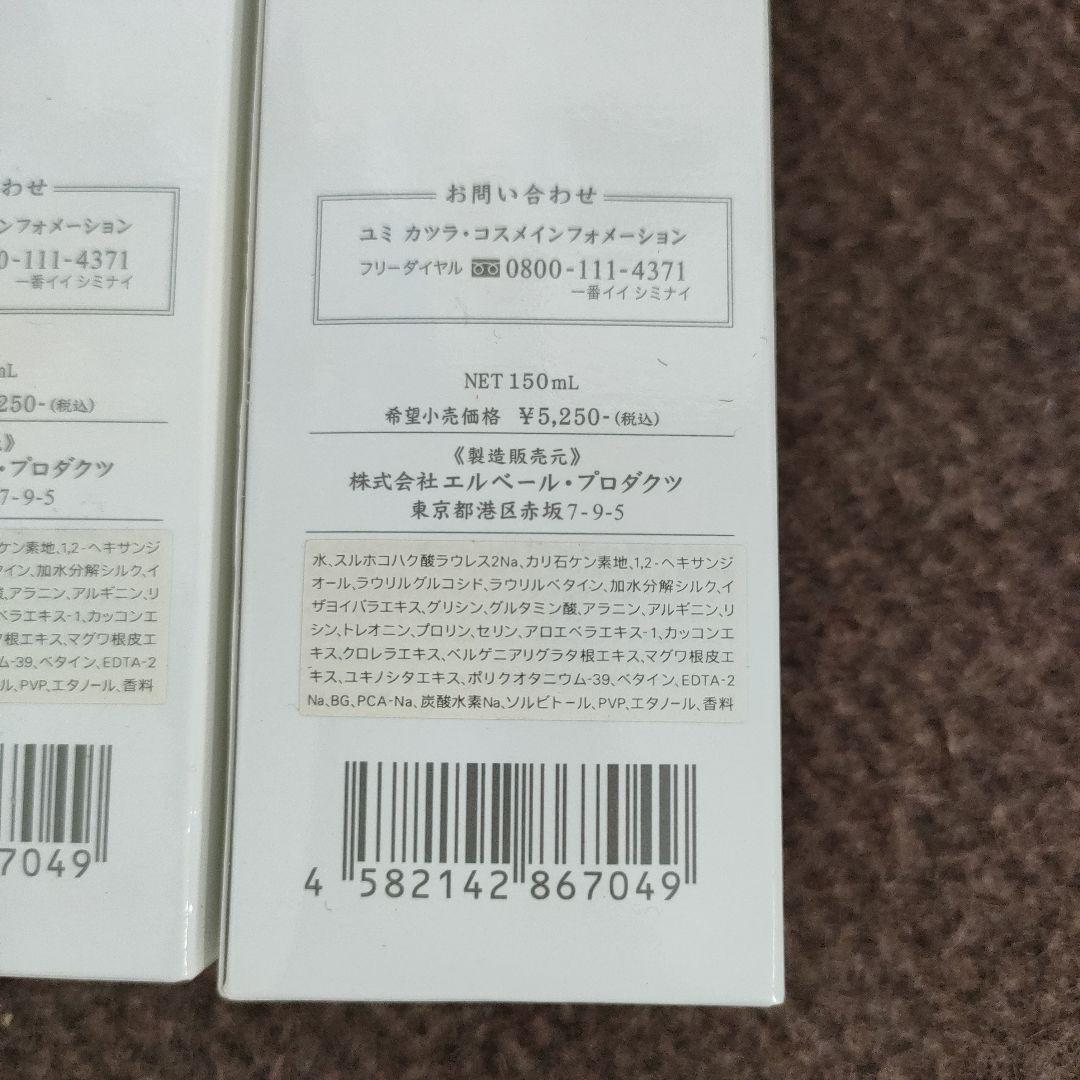 わせ
ンフォメーション
0-111-4371
一番イイ シミナイ
mL
250-(税込)
・プロダクツ
7-9-5
ケン素地、1,2-ヘキサンジ
タイン、加水分解シルク、イ
酸、アラニン、アルギニン、リ
ベラエキス-1、カッコンエ
タ根エキス、マグワ根皮エ
ム-39、ベタイン、EDTA-2
ル、PVP、エタノール、香料
7049
お問い合わせ
ユミ カツラ・コスメインフォメーション
フリーダイヤル 0800-111-4371
一番イイ シミナイ
NET 150mL
希望小売価格 ¥5,250-(税込)
《製造販売元》
株式会社エルベール・プロダクツ
東京都港区赤坂7-9-5
水、スルホコハク酸ラウレス2Na、カリ石ケン素地、1,2-ヘキサンジ
オール、ラウリルグルコシド、ラウリルベタイン、加水分解シルク、イ
ザヨイバラエキス、グリシン、グルタミン酸、アラニン、アルギニン、リ
シン、トレオニン、プロリン、セリン、アロエベラエキス-1、カッコンエ
キス、クロレラエキス、ベルゲニアリグラタ根エキス、マグワ根皮エ
キス、ユキノシタエキス、ポリクオタニウム-39、ベタイン、EDTA-2
Na、BG、PCA-Na、炭酸水素Na、ソルビトール、PVP、エタノール、香料
4 582142 867049